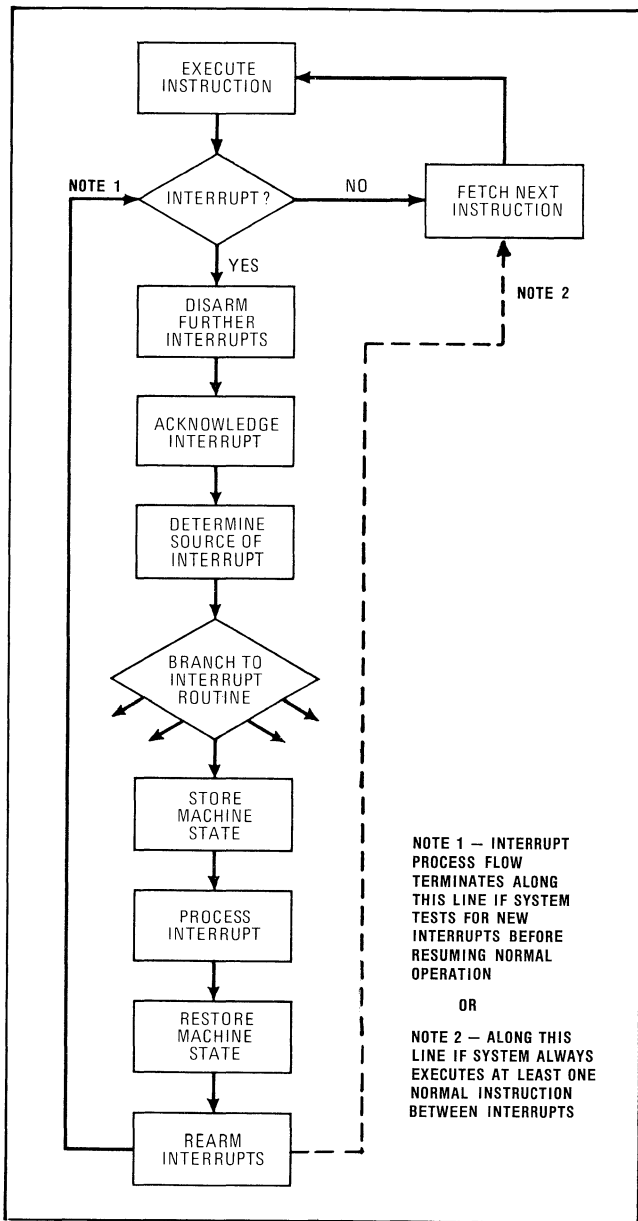 EXECUTE
INSTRUCTION
NOTE 1
INTERRUPT?
NO
FETCH NEXT
INSTRUCTION
YES
NOTE 2
DISARM
FURTHER
INTERRUPTS
ACKNOWLEDGE
INTERRUPT
DETERMINE
SOURCE OF
INTERRUPT
BRANCH TO
INTERRUPT
ROUTINE
STORE
MACHINE
STATE
PROCESS
INTERRUPT
RESTORE
MACHINE
STATE
REARM
INTERRUPTS
NOTE 1 — INTERRUPT
PROCESS FLOW
TERMINATES ALONG
THIS LINE IF SYSTEM
TESTS FOR NEW
INTERRUPTS BEFORE
RESUMING NORMAL
OPERATION
OR
NOTE 2 — ALONG THIS
LINE IF SYSTEM ALWAYS
EXECUTES AT LEAST ONE
NORMAL INSTRUCTION
BETWEEN INTERRUPTS